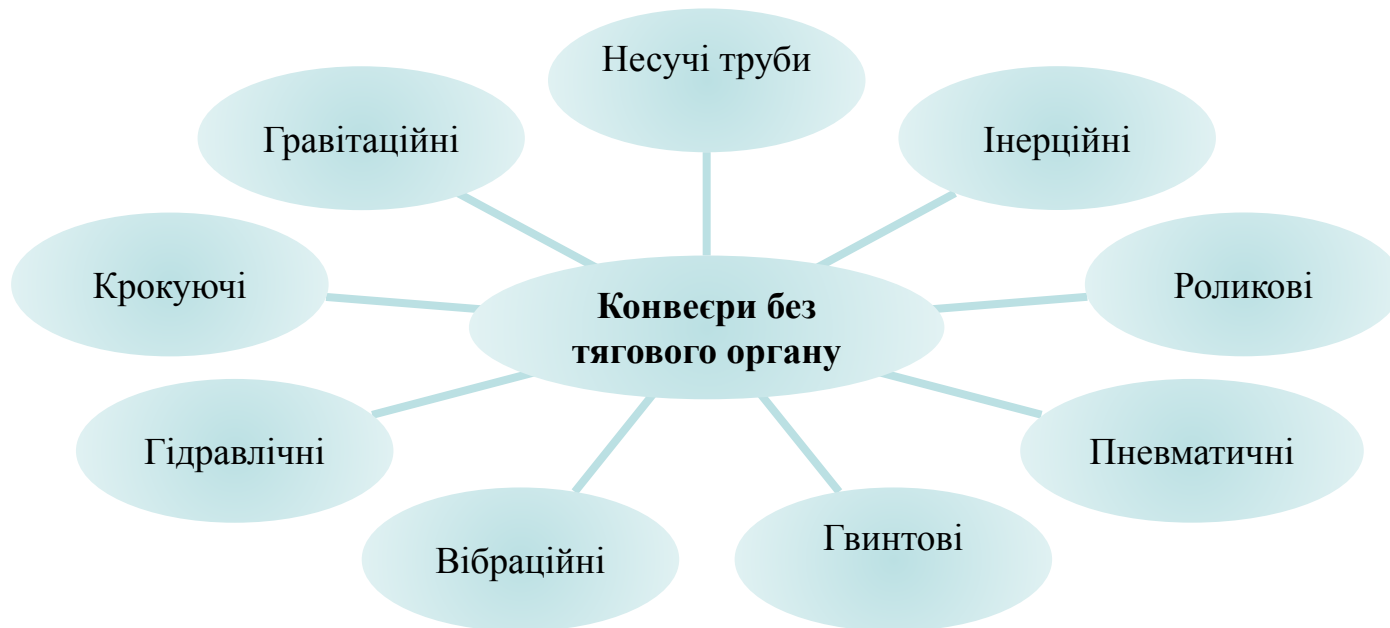 Несучі труби
Гравітаційні
Інерційні
Крокуючі
Роликові
Конвеєри без
тягового органу
Гідравлічні
Пневматичні
Вібраційні
Гвинтові